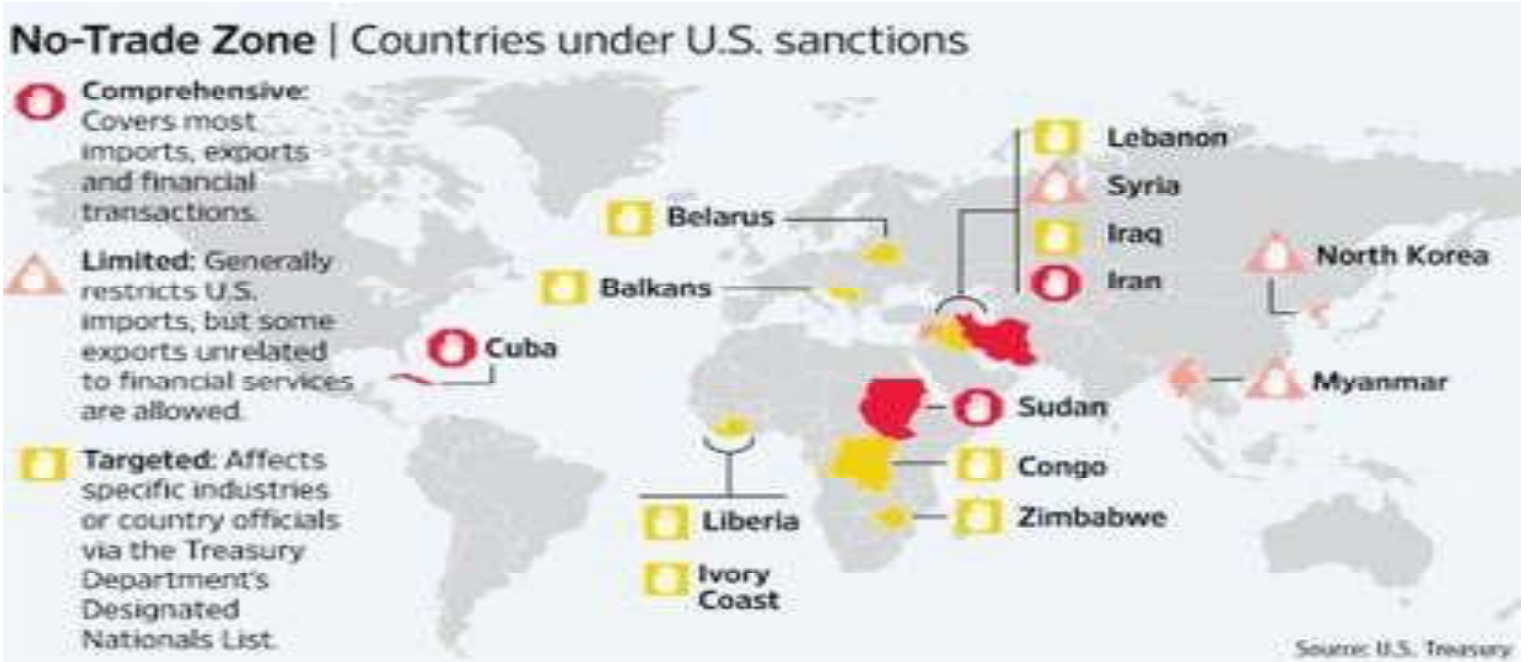 No-Trade Zone | Countries under U.S. sanctions
Comprehensive:
Covers most
imports, exports
and financial
transactions.
Limited: Generally
restricts U.S.
imports, but some
exports unrelated
to financial services
are allowed.
Targeted: Affects
specific industries
or country officials
via the Treasury
Department's
Designated
Nationals List.
Cuba
Belarus
Balkans
Liberia
Ivory
Coast
Lebanon
Syria
Iraq
Iran
Sudan
Congo
Zimbabwe
North Korea
Myanmar
Source: U.S. Treasury